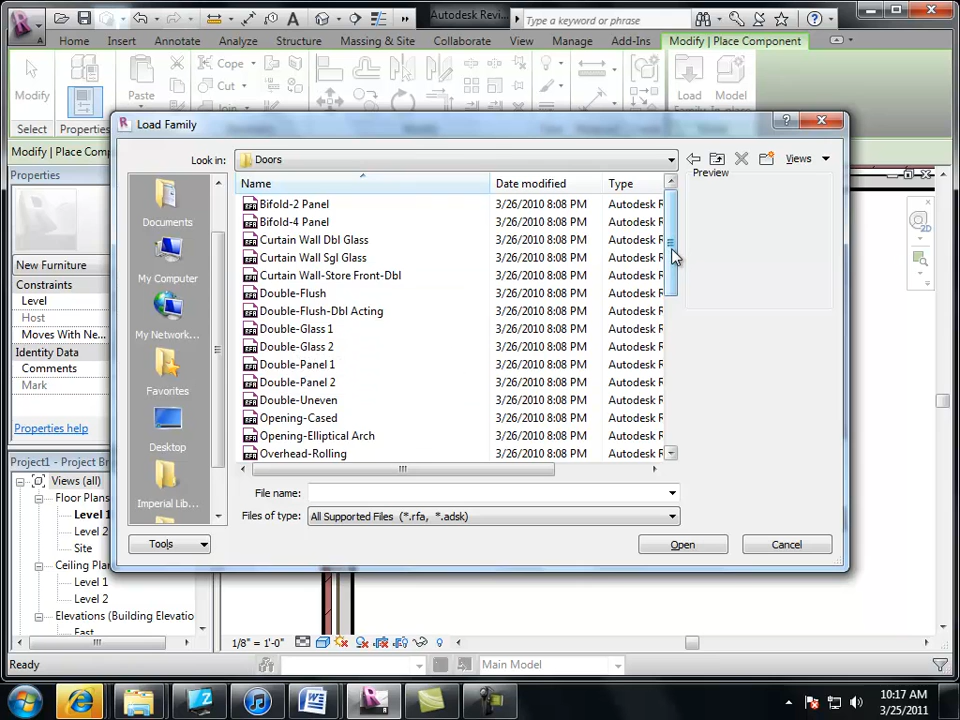 Autodesk Revi...
Type a keyword or phrase
Home Insert Annotate Analyze Structure Massing & Site Collaborate View Manage Add-Ins Modify | Place Component
Modify
Paste
Cope
Cut
Join
Load
Model
Select Properties
Family In-place
Modify | Place Comp
Load Family
Look in: Doors
Views
Properties
New Furniture
Constraints
Level
Host
Moves With Ne...
Identity Data
Comments
Mark
Properties help
Documents
My Computer
My Network...
Favorites
Desktop
Imperial Lib...
Name Date modified Type
Preview
Bifold-2 Panel 3/26/2010 8:08 PM Autodesk R
Bifold-4 Panel 3/26/2010 8:08 PM Autodesk R
Curtain Wall Dbl Glass 3/26/2010 8:08 PM Autodesk R
Curtain Wall Sgl Glass 3/26/2010 8:08 PM Autodesk R
Curtain Wall-Store Front-Dbl 3/26/2010 8:08 PM Autodesk R
Double-Flush 3/26/2010 8:08 PM Autodesk R
Double-Flush-Dbl Acting 3/26/2010 8:08 PM Autodesk R
Double-Glass 1 3/26/2010 8:08 PM Autodesk R
Double-Glass 2 3/26/2010 8:08 PM Autodesk R
Double-Panel 1 3/26/2010 8:08 PM Autodesk R
Double-Panel 2 3/26/2010 8:08 PM Autodesk R
Double-Uneven 3/26/2010 8:08 PM Autodesk R
Opening-Cased 3/26/2010 8:08 PM Autodesk R
Opening-Elliptical Arch 3/26/2010 8:08 PM Autodesk R
Overhead-Rolling 3/26/2010 8:08 PM Autodesk R
File name:
Files of type: All Supported Files (*.rfa, *.adsk)
Tools Open Cancel
Project1 - Project Br
Views (all)
Floor Plans
Level 1
Level 2
Site
Ceiling Pla
Level 1
Level 2
Elevations (Building Elevatio
East
1/8" = 1'-0"
Ready
Main Model
10:17 AM
3/25/2011